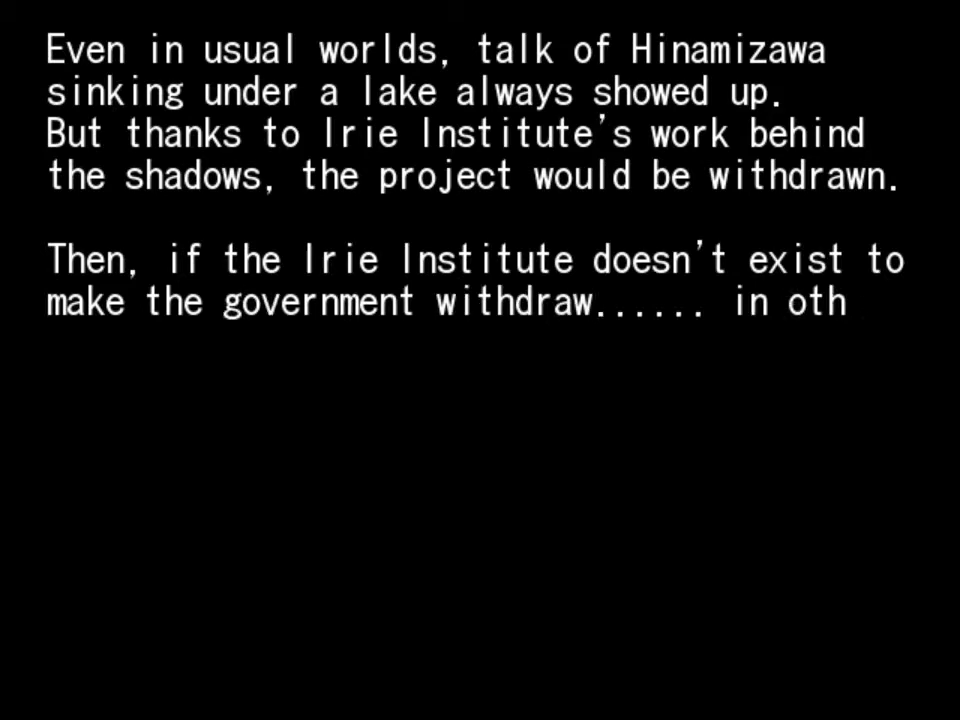 Even in usual worlds, talk of Hinamizawa
sinking under a lake always showed up.
But thanks to Irie Institute's work behind
the shadows, the project would be withdrawn.
Then, if the Irie Institute doesn't exist to
make the government withdraw...... in oth